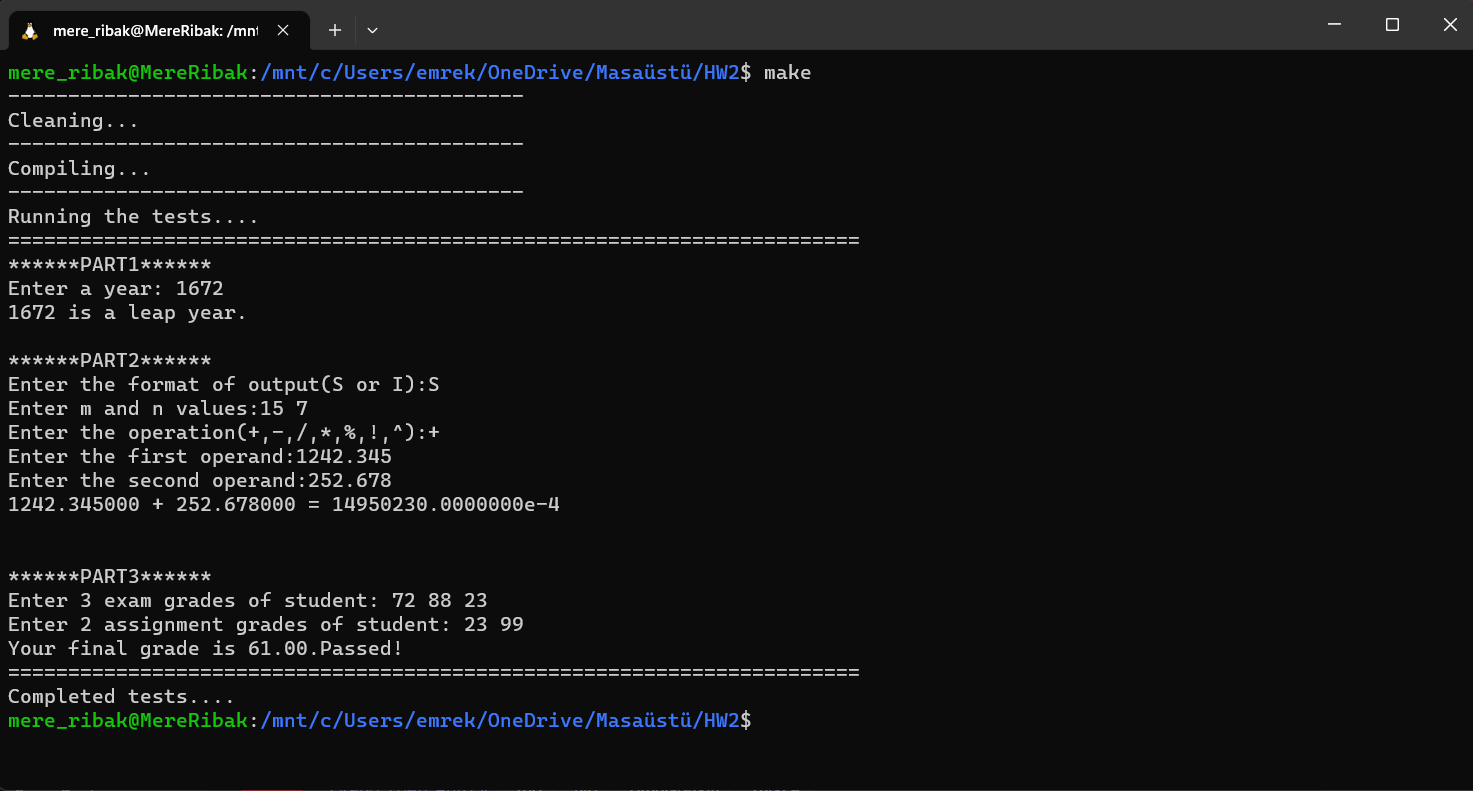 mere_ribak@MereRibak: /mnt
mere_ribak@MereRibak:/mnt/c/Users/emrek/OneDrive/Masaüstü/HW2$ make
-------------------------------------------
Cleaning...
-------------------------------------------
Compiling...
-------------------------------------------
Running the tests....
=======================================================================
******PART1******
Enter a year: 1672
1672 is a leap year.
******PART2******
Enter the format of output(S or I):S
Enter m and n values:15 7
Enter the operation(+,-,/,*,%,!,^):+
Enter the first operand:1242.345
Enter the second operand:252.678
1242.345000 + 252.678000 = 14950230.0000000e-4
******PART3******
Enter 3 exam grades of student: 72 88 23
Enter 2 assignment grades of student: 23 99
Your final grade is 61.00.Passed!
=======================================================================
Completed tests....
mere_ribak@MereRibak:/mnt/c/Users/emrek/OneDrive/Masaüstü/HW2$